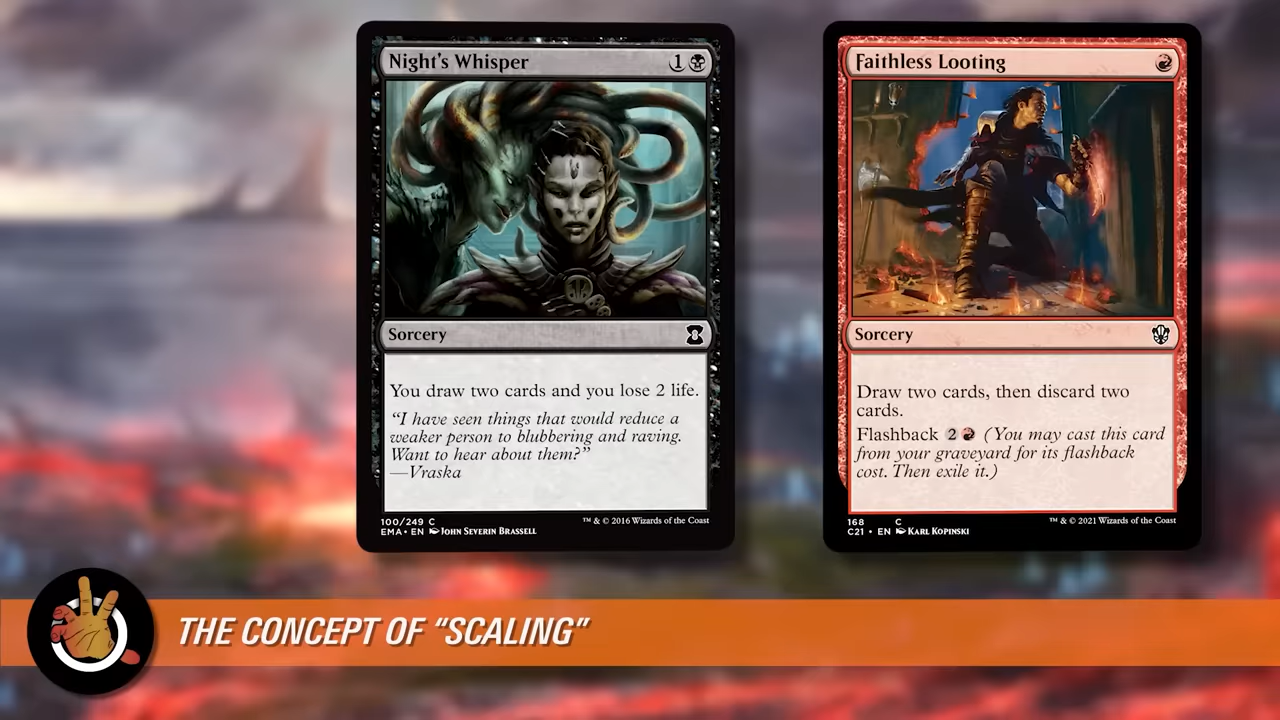 Night's Whisper 1
Sorcery
You draw two cards and you lose 2 life.
“I have seen things that would reduce a
weaker person to blubbering and raving.
Want to hear about them?”
—Vraska
100/249 C
EMA • EN John Severin Brassell
™ & © 2016 Wizards of the Coast
Faithless Looting
Sorcery
Draw two cards, then discard two
cards.
Flashback 2 (You may cast this card
from your graveyard for its flashback
cost. Then exile it.)
168 C
C21 • EN Karl Kopinski
™ & © 2021 Wizards of the Coast
THE CONCEPT OF “SCALING”